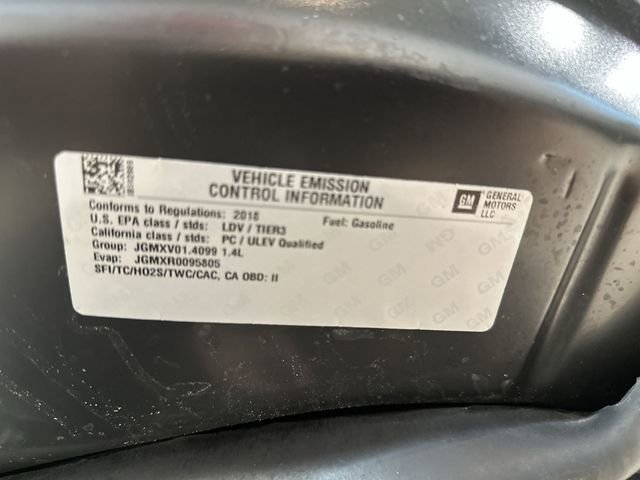 VEHICLE EMISSION
CONTROL INFORMATION
GM
GENERAL
MOTORS
LLC
Conforms to Regulations: 2018 Fuel: Gasoline
U.S. EPA class / stds: LDV / TIER3
California class / stds: PC / ULEV Qualified
Group: JGMXV01.4099 1.4L
Evap: JGMXR0095805
SFI/TC/HO2S/TWC/CAC, CA OBD: II